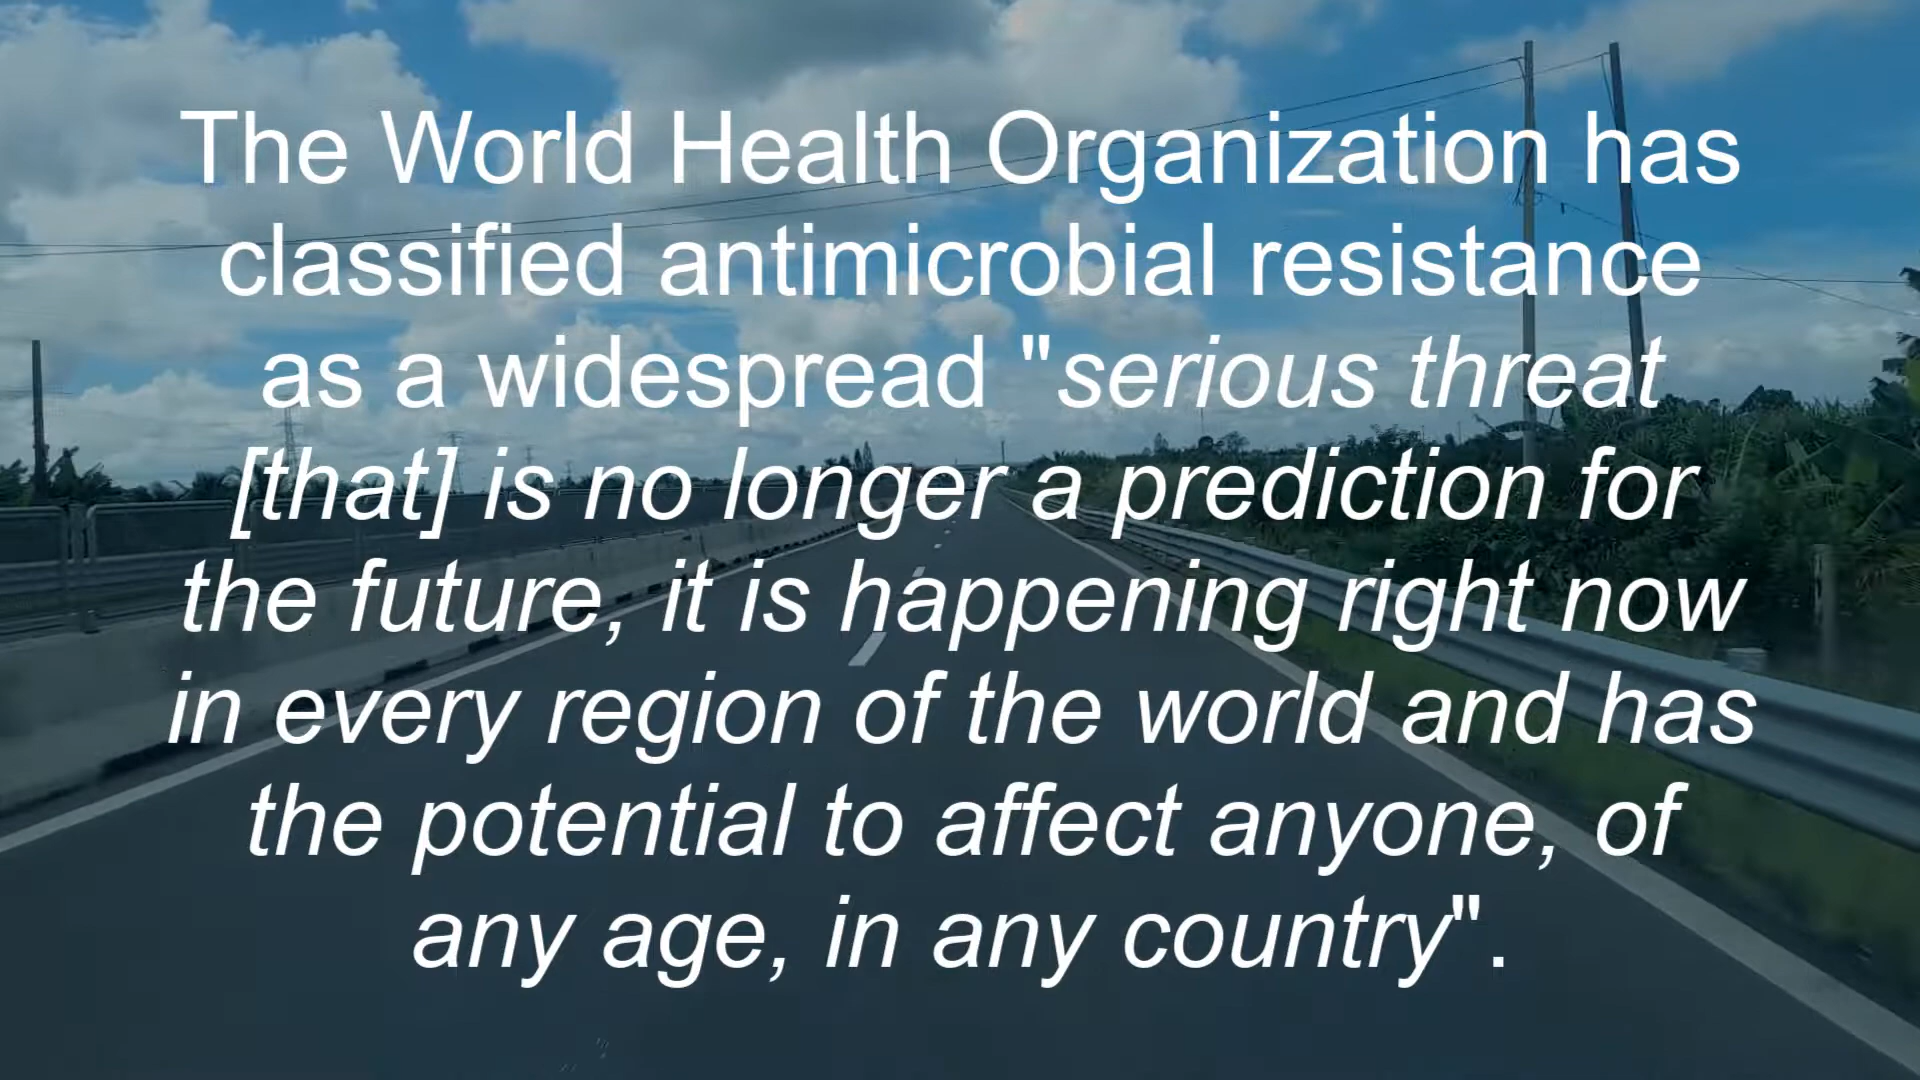 The World Health Organization has
classified antimicrobial resistance
as a widespread "serious threat
[that] is no longer a prediction for
the future, it is happening right now
in every region of the world and has
the potential to affect anyone, of
any age, in any country".